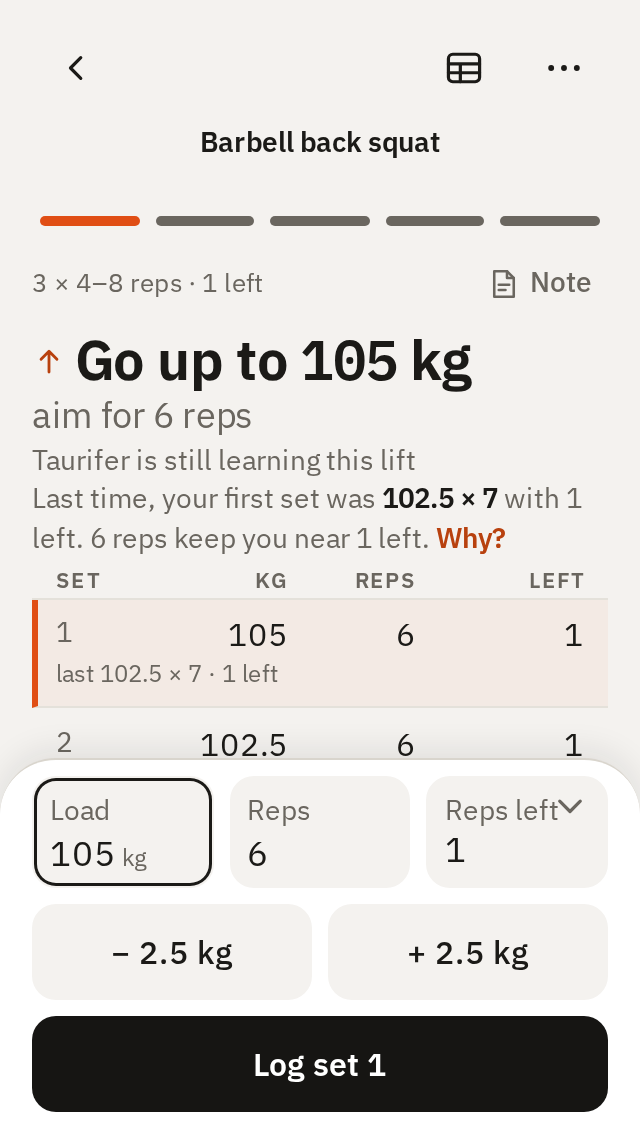 Barbell back squat
3 × 4–8 reps · 1 left
Note
↑ Go up to 105 kg
aim for 6 reps
Taurifer is still learning this lift
Last time, your first set was 102.5 × 7 with 1
left. 6 reps keep you near 1 left. Why?
SET KG REPS LEFT
1 105 6 1
last 102.5 × 7 · 1 left
2 102.5 6 1
Load Reps Reps left
105 kg 6 1
− 2.5 kg + 2.5 kg
Log set 1